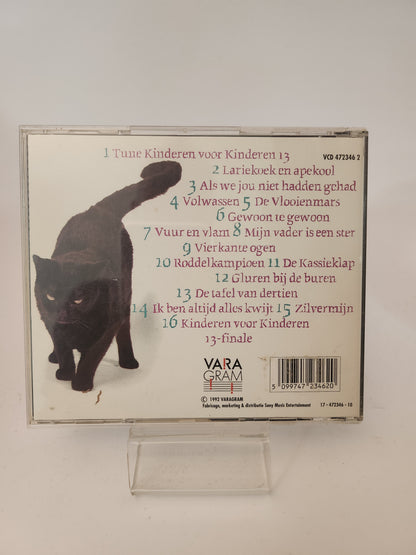 1 Tune Kinderen voor Kinderen 13
VCD 472346 2
2 Lariekoek en apekool
3 Als we jou niet hadden gehad
4 Volwassen 5 De Vlooienmars
6 Gewoon te gewoon
7 Vuur en vlam 8 Mijn vader is een ster
9 Vierkante ogen
10 Roddelkampioen 11 De Kassieklap
12 Gluren bij de buren
13 De tafel van dertien
14 Ik ben altijd alles kwijt 15 Zilvermijn
16 Kinderen voor Kinderen
13-finale
VARA
GRAM
5 099747 234620
© 1992 VARAGRAM
Fabricage, marketing & distributie Sony Music Entertainment
17 - 472346 - 10